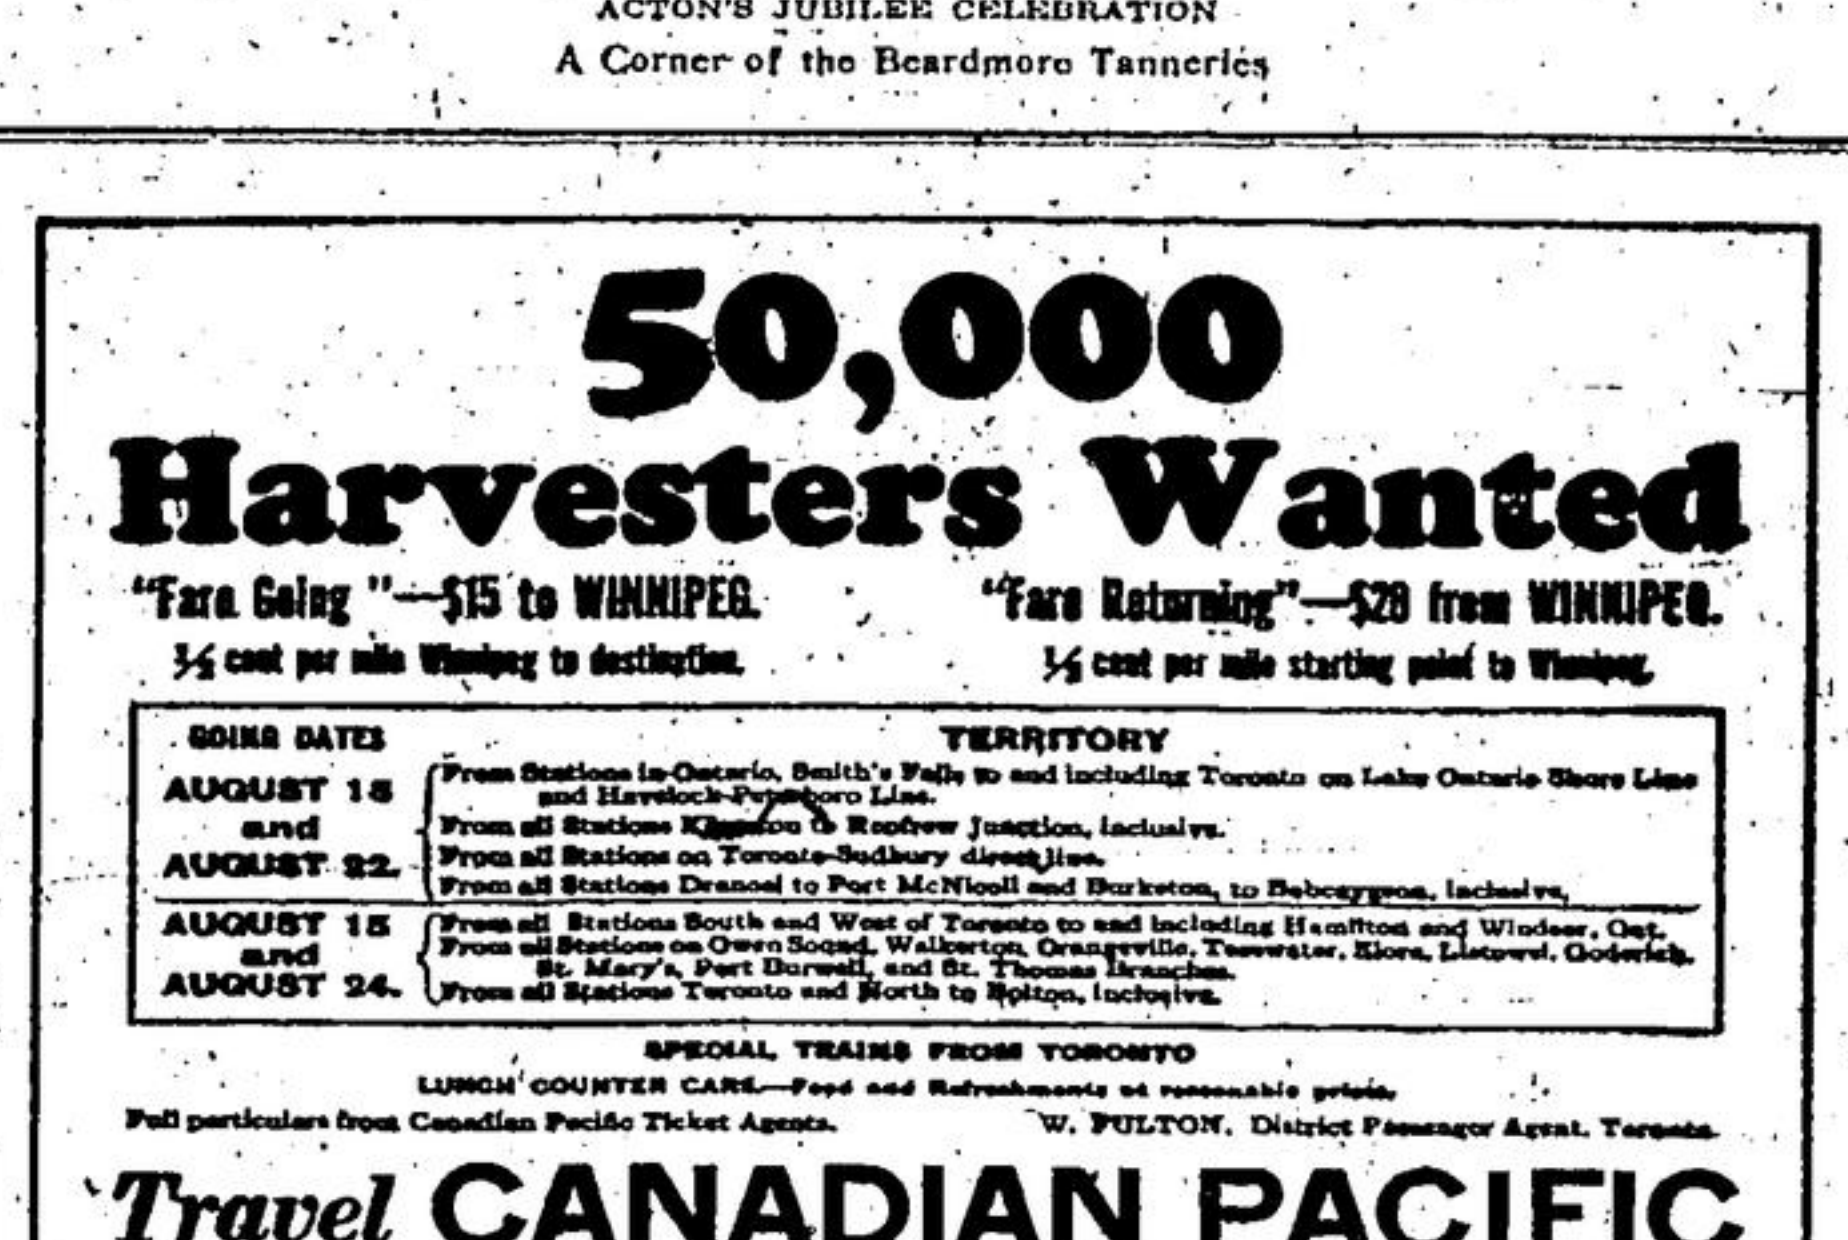 ACTON'S JUBILEE CELEBRATION
A Corner of the Beardmore Tanneries
50,000
Harvesters Wanted
"Fare Going"—$15 to WINNIPEG.
"Fare Returning"—$20 from WINNIPEG.
½ cent per mile Winnipeg to destination.
½ cent per mile starting point to Winnipeg.
GOING DATES
TERRITORY
AUGUST 15
and
AUGUST 22.
From Stations in Ontario, Smith's Falls to and including Toronto on Lake Ontario Shore Line
and Havelock-Peterboro Line.
From all Stations Kingston to Renfrew Junction, inclusive.
From all Stations on Toronto-Sudbury direct line.
From all Stations Dranoel to Port McNicoll and Burketon, to Bobcaygeon, inclusive,
AUGUST 15
and
AUGUST 24.
From all Stations South and West of Toronto to and including Hamilton and Windsor, Ont.
From all Stations on Owen Sound, Walkerton, Orangeville, Teeswater, Elora, Listowel, Goderich,
St. Mary's, Port Burwell, and St. Thomas Branches.
From all Stations Toronto and North to Bolton, inclusive.
SPECIAL TRAINS FROM TORONTO
LUNCH COUNTER CARS.—Food and Refreshments at reasonable prices,
Full particulars from Canadian Pacific Ticket Agents.
W. FULTON, District Passenger Agent, Toronto.
Travel CANADIAN PACIFIC